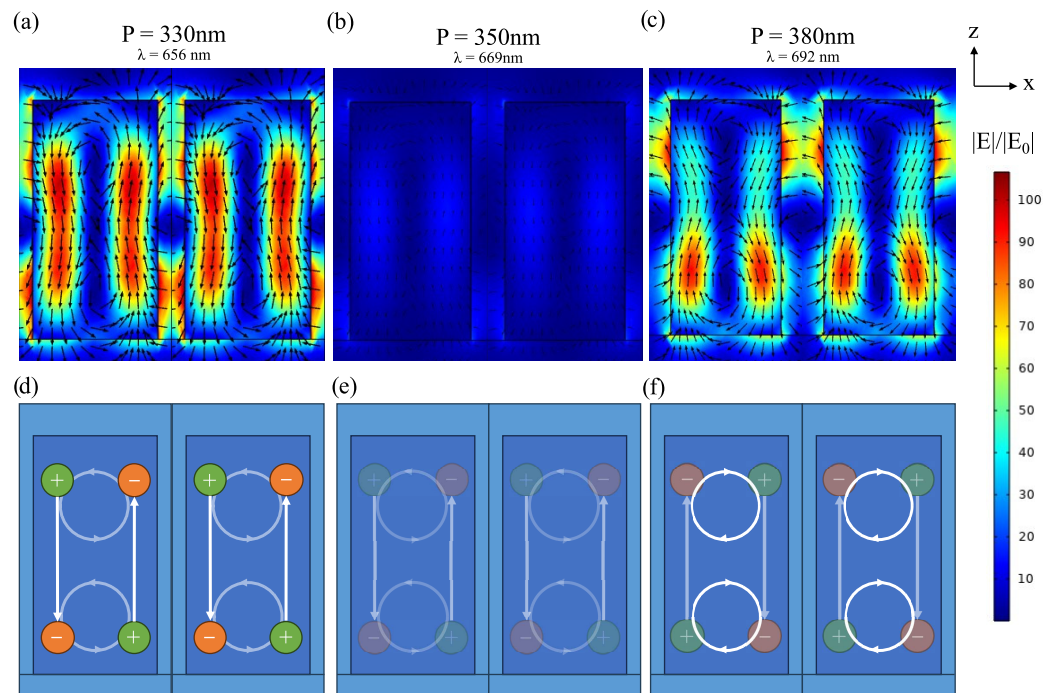 (a)
P = 330nm
λ = 656 nm
(b)
P = 350nm
λ = 669nm
(c)
P = 380nm
λ = 692 nm
z
x
|E|/|E₀|
100
90
80
70
60
50
40
30
20
10
(d)
+ − + −
− + − +
(e)
+ − + −
− + − +
(f)
− + − +
+ − + −